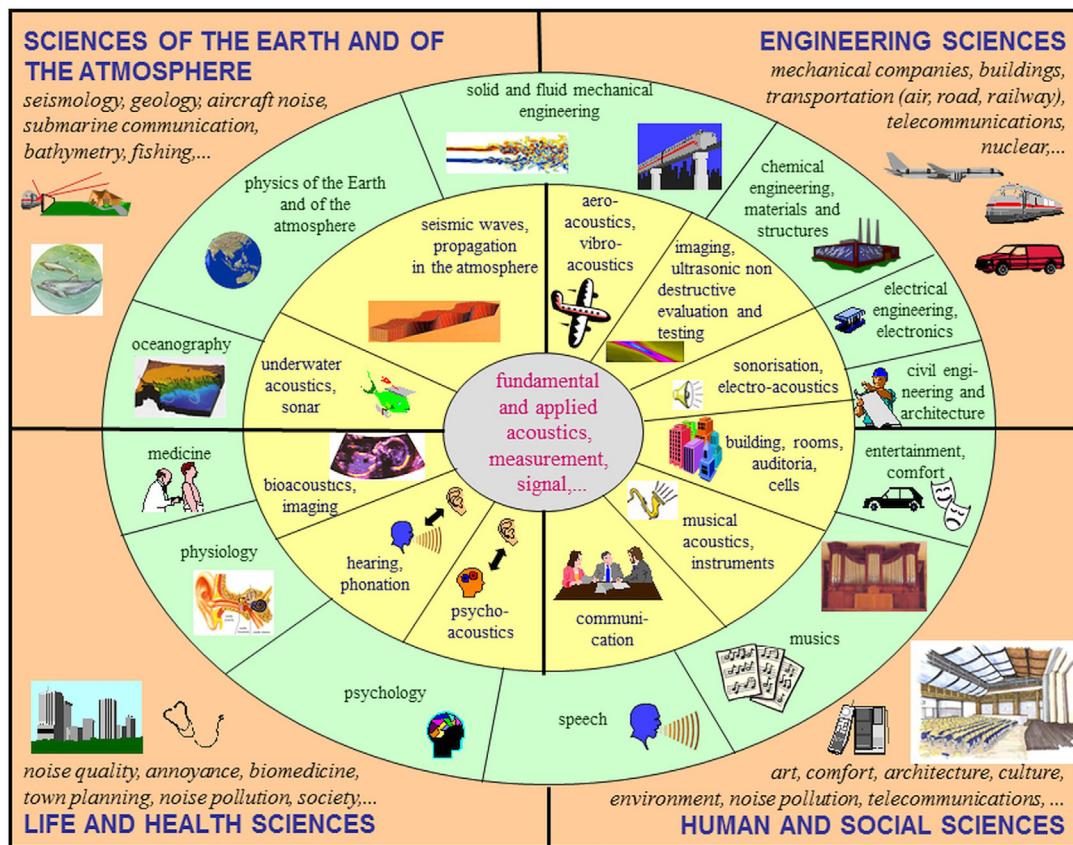 SCIENCES OF THE EARTH AND OF
THE ATMOSPHERE
seismology, geology, aircraft noise,
submarine communication,
bathymetry, fishing,...
ENGINEERING SCIENCES
mechanical companies, buildings,
transportation (air, road, railway),
telecommunications,
nuclear,...
solid and fluid mechanical
engineering
physics of the Earth
and of the
atmosphere
chemical
engineering,
materials and
structures
electrical
engineering,
electronics
oceanography
civil engi-
neering and
architecture
seismic waves,
propagation
in the atmosphere
aero-
acoustics,
vibro-
acoustics
imaging,
ultrasonic non
destructive
evaluation and
testing
underwater
acoustics,
sonar
sonorisation,
electro-acoustics
fundamental
and applied
acoustics,
measurement,
signal,...
building, rooms,
auditoria,
cells
bioacoustics,
imaging
hearing,
phonation
psycho-
acoustics
communi-
cation
musical
acoustics,
instruments
medicine
entertainment,
comfort
physiology
psychology
speech
musics
noise quality, annoyance, biomedicine,
town planning, noise pollution, society,...
LIFE AND HEALTH SCIENCES
art, comfort, architecture, culture,
environment, noise pollution, telecommunications, ...
HUMAN AND SOCIAL SCIENCES